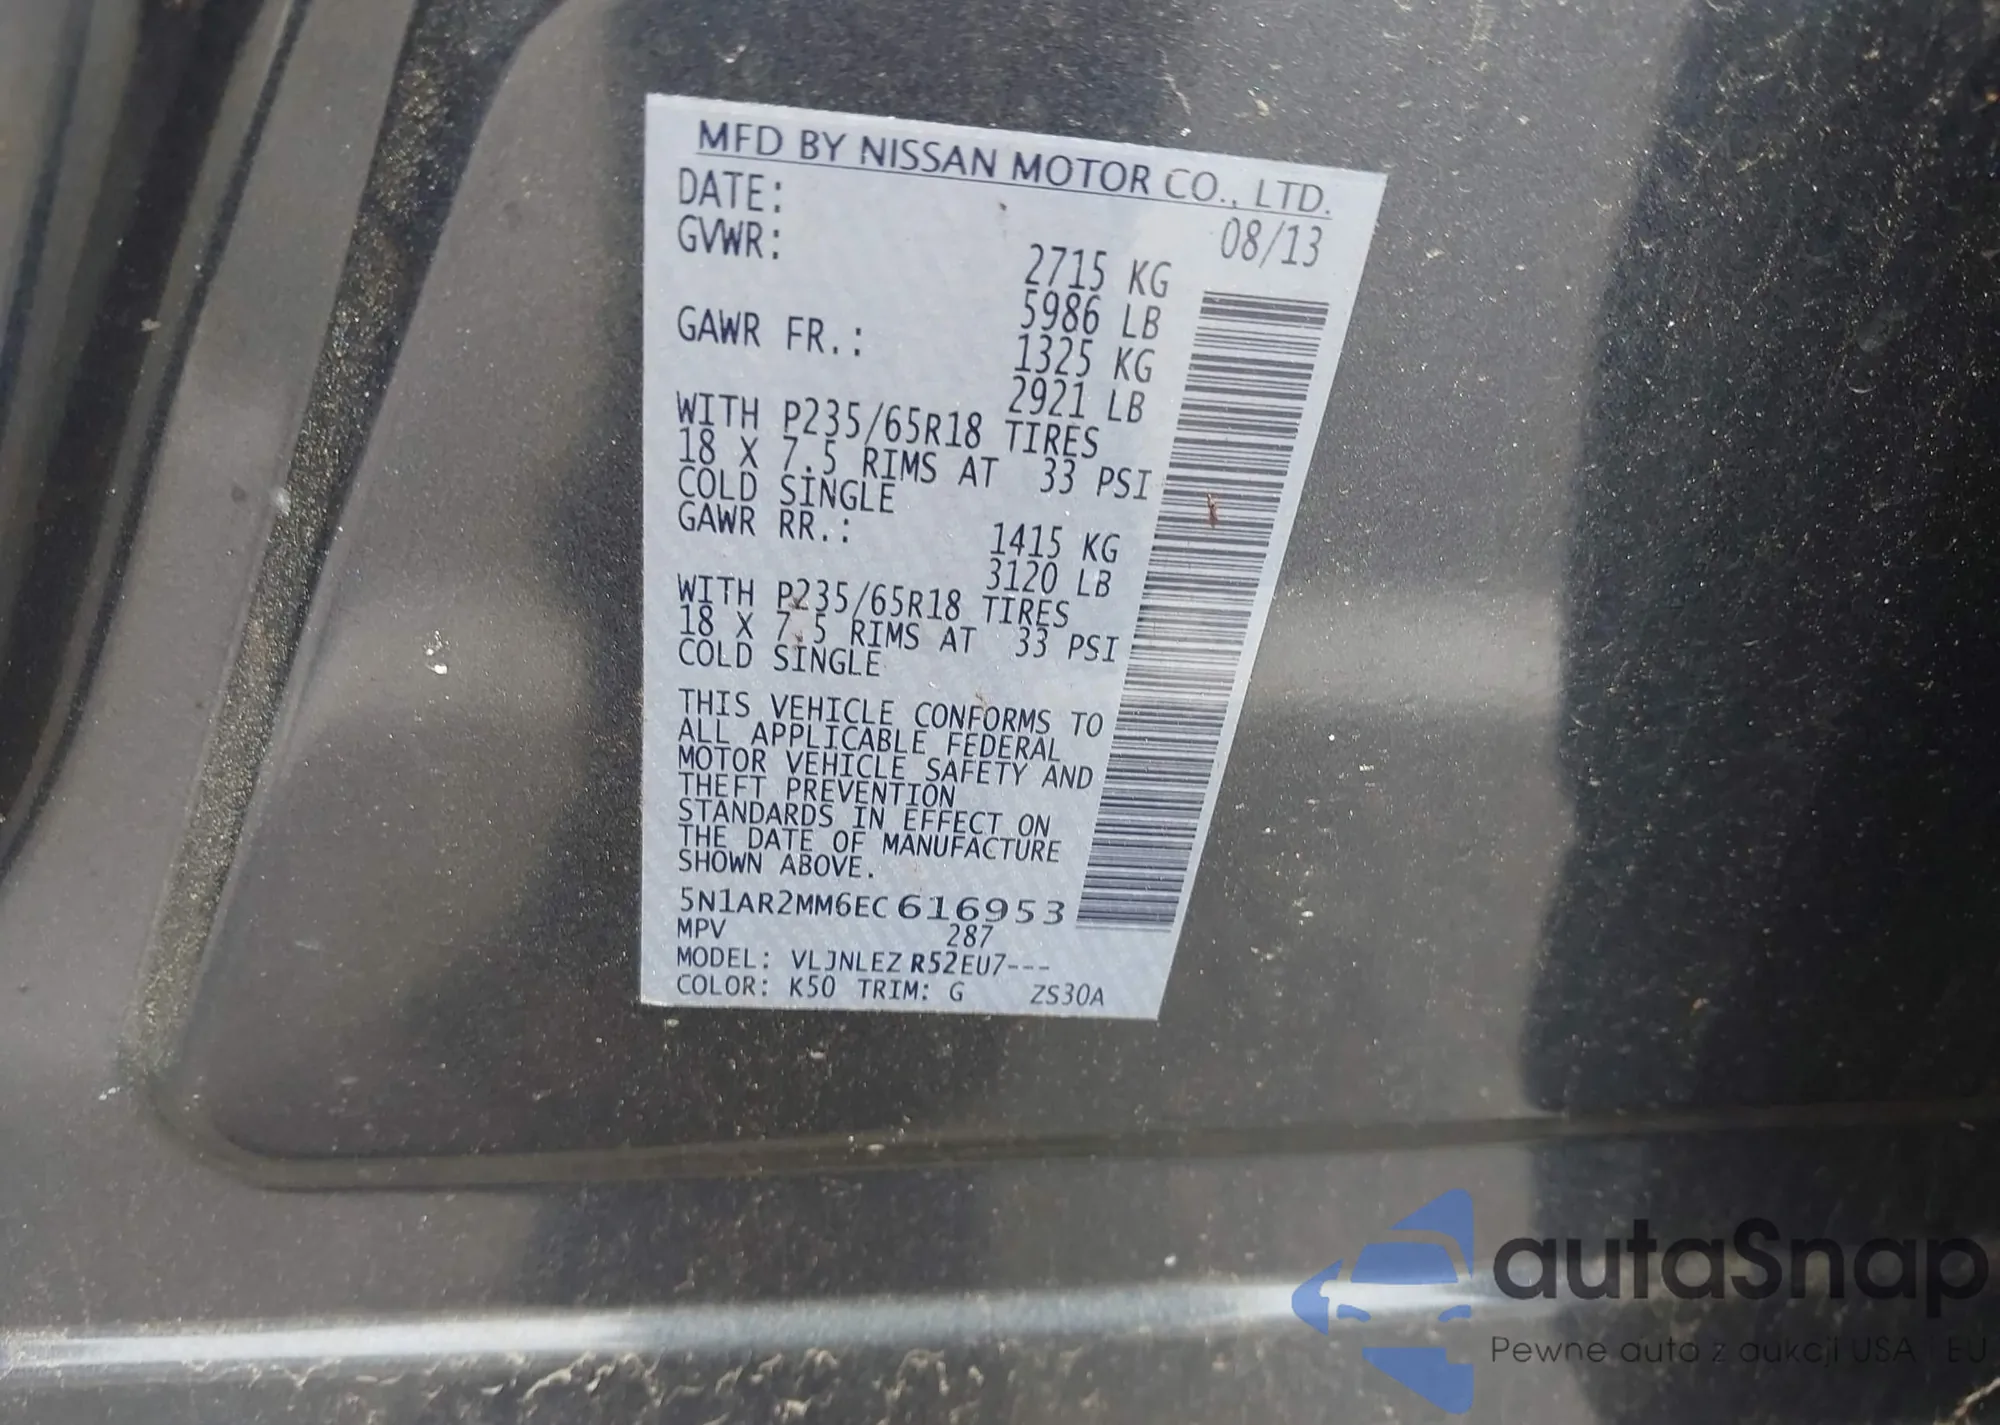 MFD BY NISSAN MOTOR CO., LTD.
DATE: 08/13
GVWR: 2715 KG
5986 LB
GAWR FR.: 1325 KG
2921 LB
WITH P235/65R18 TIRES
18 X 7.5 RIMS AT 33 PSI
COLD SINGLE
GAWR RR.: 1415 KG
3120 LB
WITH P235/65R18 TIRES
18 X 7.5 RIMS AT 33 PSI
COLD SINGLE
THIS VEHICLE CONFORMS TO
ALL APPLICABLE FEDERAL
MOTOR VEHICLE SAFETY AND
THEFT PREVENTION
STANDARDS IN EFFECT ON
THE DATE OF MANUFACTURE
SHOWN ABOVE.
5N1AR2MM6EC616953
MPV 287
MODEL: VLJNLEZ R52EU7---
COLOR: K50 TRIM: G ZS30A
autaSnap
Pewne auta z aukcji USA i EU